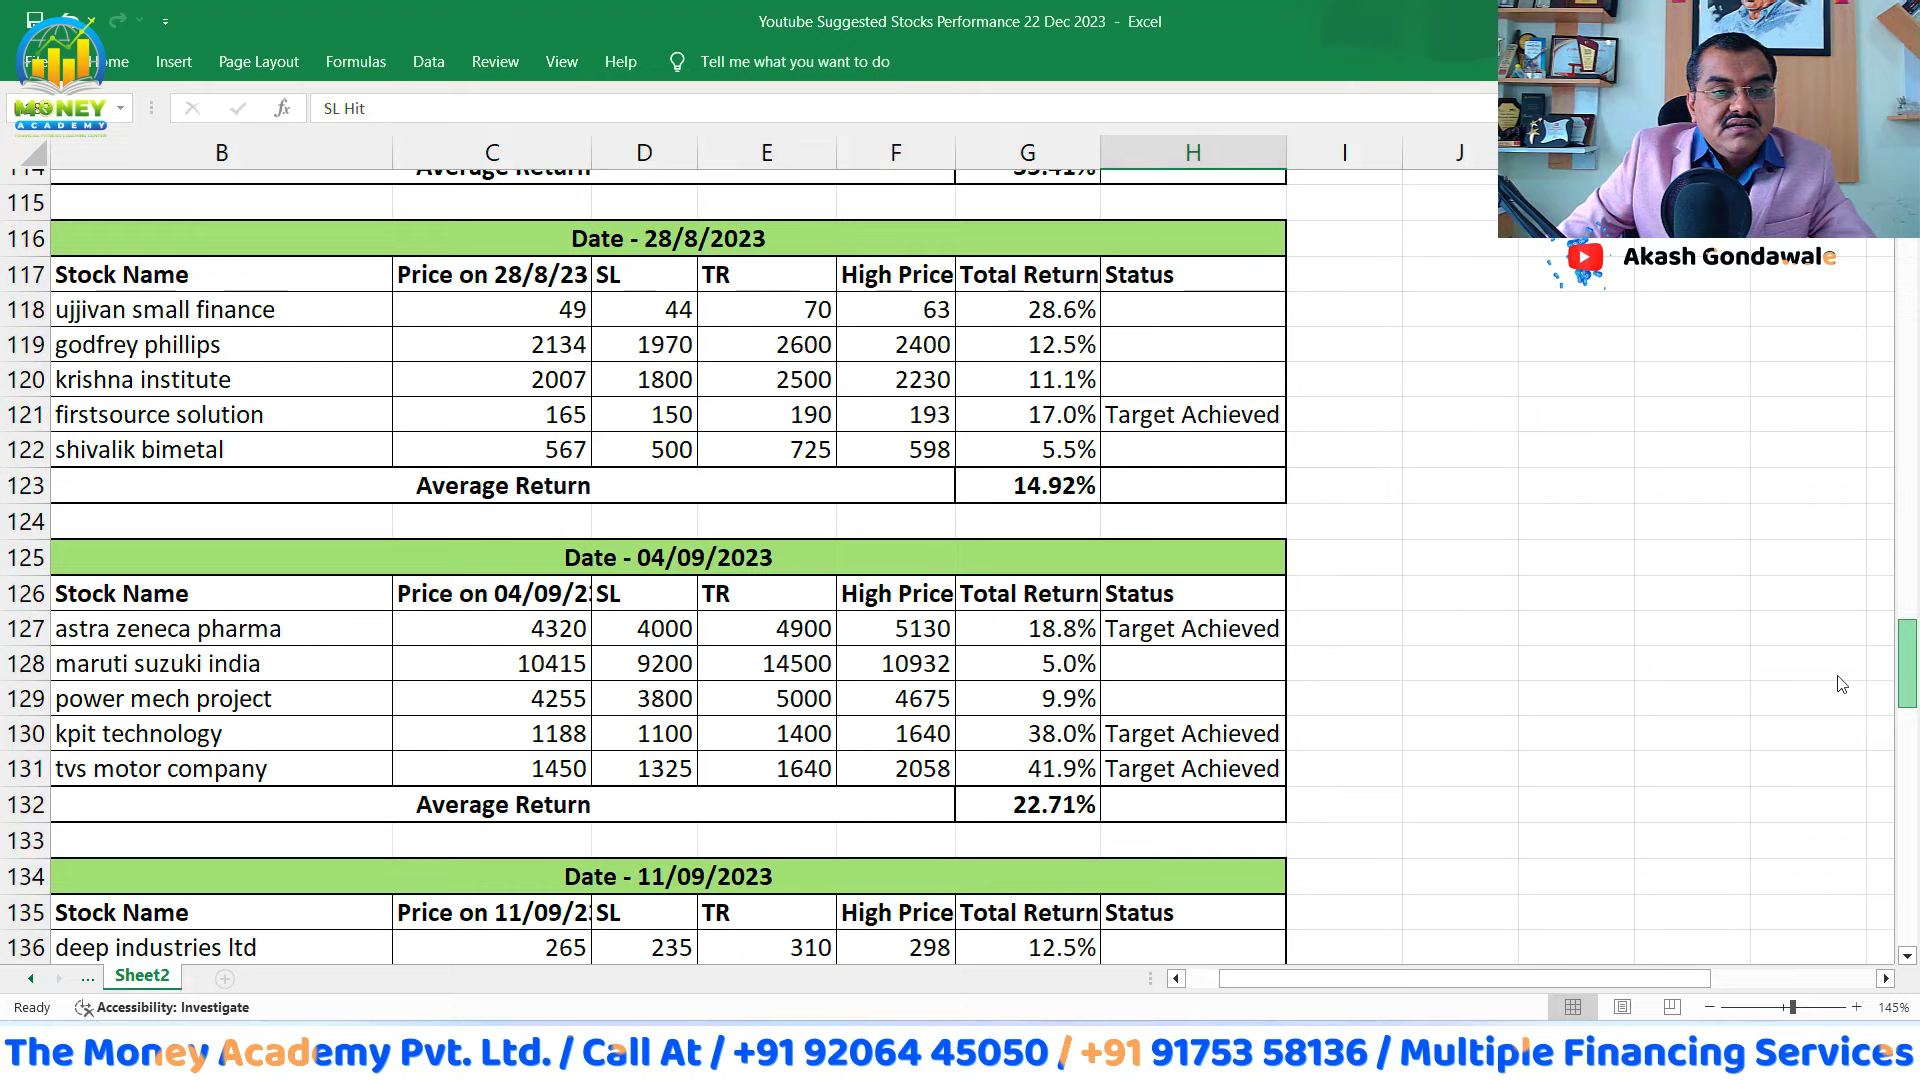 Youtube Suggested Stocks Performance 22 Dec 2023 - Excel
Home Insert Page Layout Formulas Data Review View Help Tell me what you want to do
MONEY
ACADEMY
fx SL Hit
B C D E F G H I J
114 Average Return 33.41%
115
116 Date - 28/8/2023
117 Stock Name Price on 28/8/23 SL TR High Price Total Return Status
118 ujjivan small finance 49 44 70 63 28.6%
119 godfrey phillips 2134 1970 2600 2400 12.5%
120 krishna institute 2007 1800 2500 2230 11.1%
121 firstsource solution 165 150 190 193 17.0% Target Achieved
122 shivalik bimetal 567 500 725 598 5.5%
123 Average Return 14.92%
124
125 Date - 04/09/2023
126 Stock Name Price on 04/09/23 SL TR High Price Total Return Status
127 astra zeneca pharma 4320 4000 4900 5130 18.8% Target Achieved
128 maruti suzuki india 10415 9200 14500 10932 5.0%
129 power mech project 4255 3800 5000 4675 9.9%
130 kpit technology 1188 1100 1400 1640 38.0% Target Achieved
131 tvs motor company 1450 1325 1640 2058 41.9% Target Achieved
132 Average Return 22.71%
133
134 Date - 11/09/2023
135 Stock Name Price on 11/09/23 SL TR High Price Total Return Status
136 deep industries ltd 265 235 310 298 12.5%
Akash Gondawale
... Sheet2
Ready Accessibility: Investigate 145%
The Money Academy Pvt. Ltd. / Call At / +91 92064 45050 / +91 91753 58136 / Multiple Financing Services